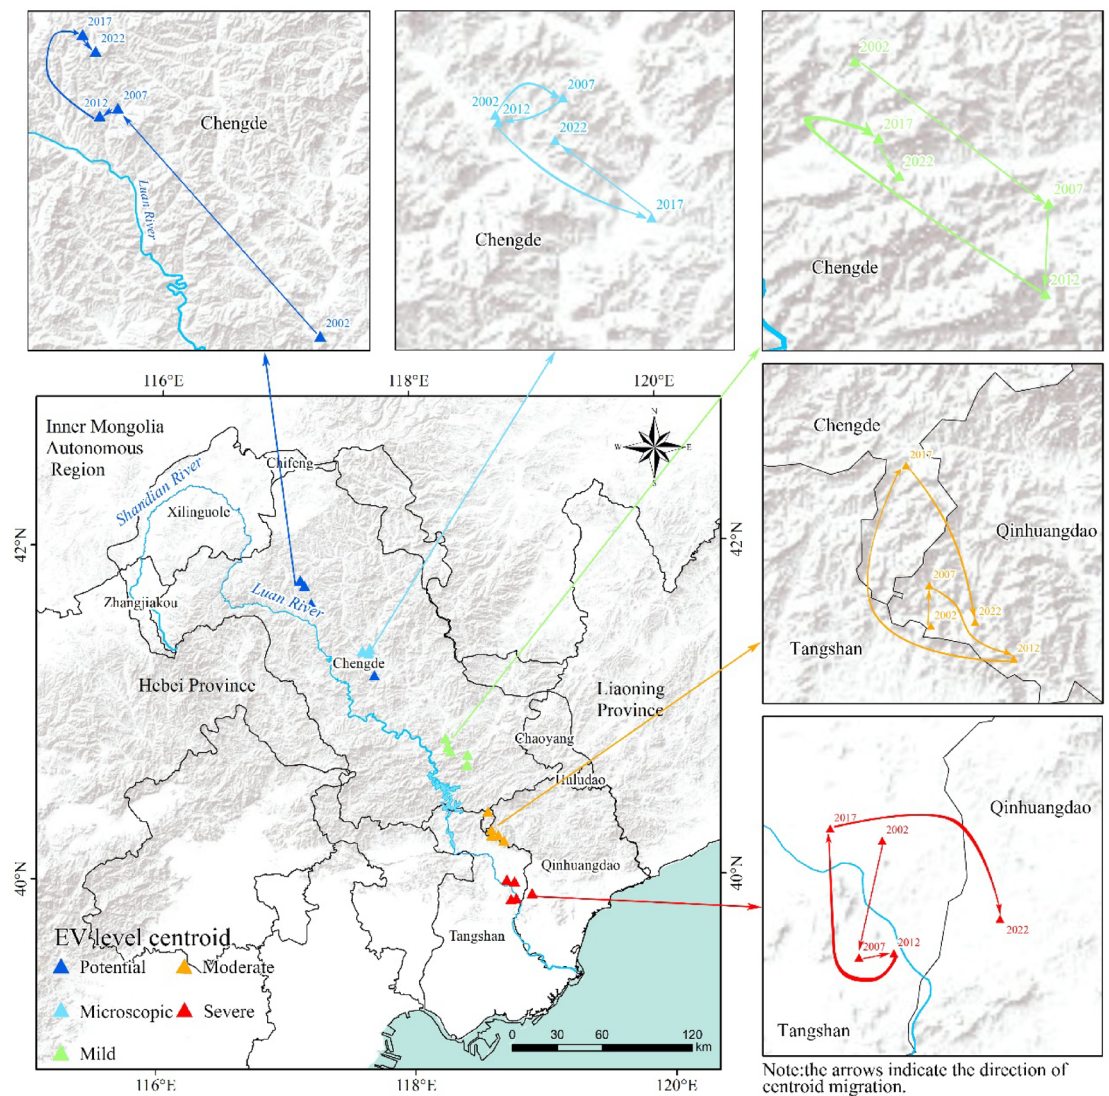 2017
2022
2012
2007
Chengde
Luan River
2002
2007
2002
2012
2022
2017
Chengde
2002
2017
2022
2007
Chengde
2012
116°E
118°E
120°E
Inner Mongolia
Autonomous
Region
Chifeng
N
W
E
S
Shandian River
Xilinguole
42°N
42°N
Zhangjiakou
Luan River
Chengde
Hebei Province
Liaoning
Province
Chaoyang
Huludao
40°N
40°N
Qinhuangdao
Tangshan
EV level centroid
Potential
Moderate
Microscopic
Severe
Mild
0
30
60
120
km
116°E
118°E
120°E
Chengde
2017
Qinhuangdao
2007
2002
2022
Tangshan
2012
Qinhuangdao
2017
2002
2022
2007
2012
Tangshan
Note:the arrows indicate the direction of
centroid migration.